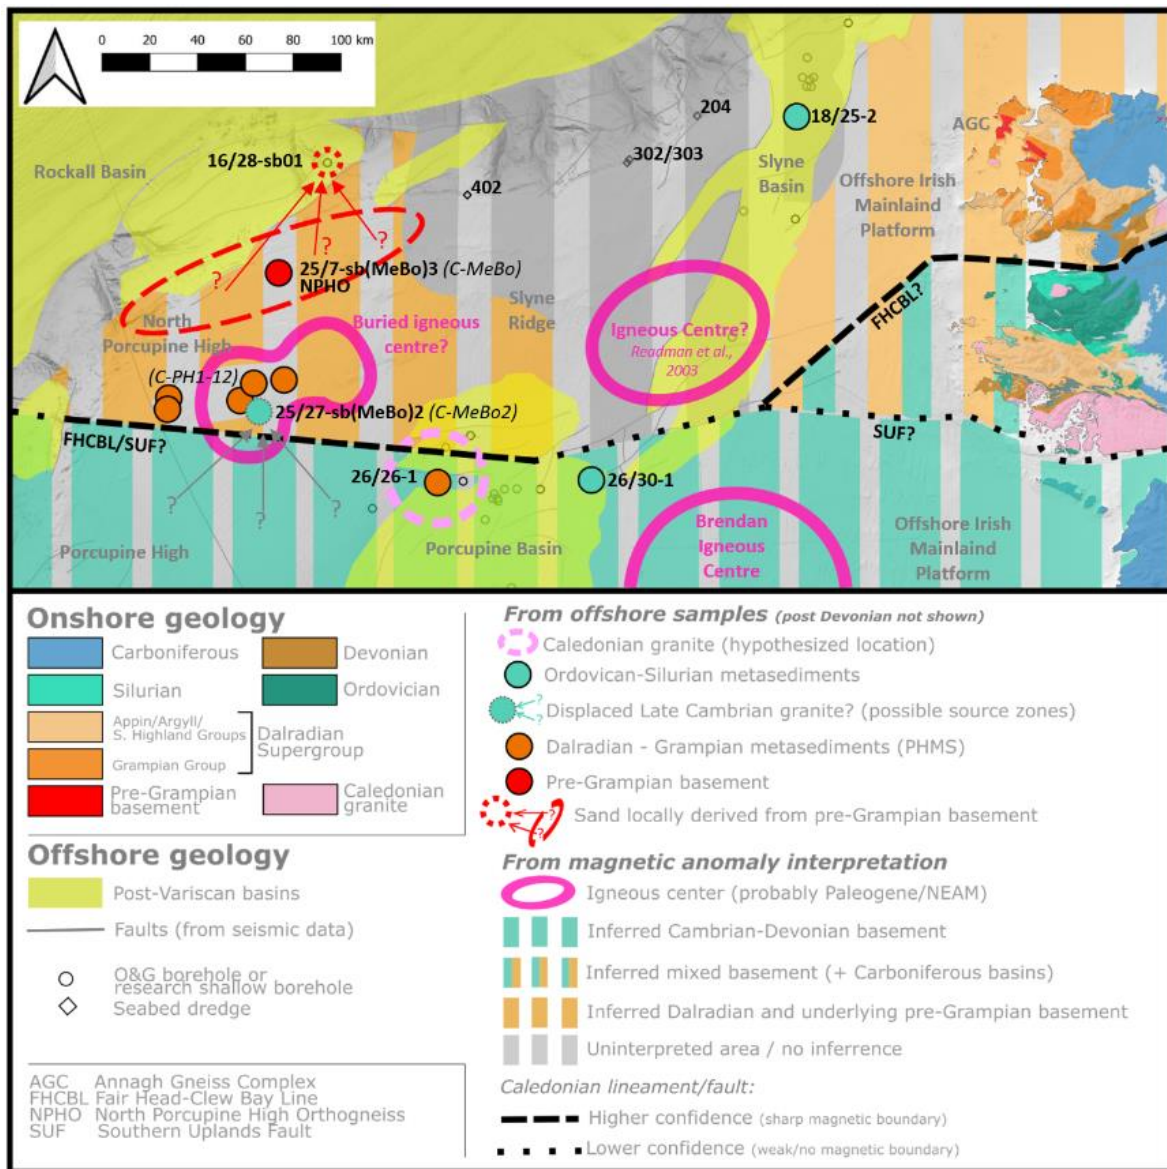 0 20 40 60 80 100 km
204
18/25-2
AGC
16/28-sb01
302/303
Slyne
Basin
Rockall Basin
402
Offshore Irish
Mainlaind
Platform
?
?
?
25/7-sb(MeBo)3 (C-MeBo)
NPHO
Slyne
Ridge
FHCBL?
North
Porcupine High
Buried igneous
centre?
Igneous Centre?
Readman et al.,
2003
(C-PH1-12)
25/27-sb(MeBo)2 (C-MeBo2)
FHCBL/SUF?
SUF?
26/26-1
26/30-1
?
?
?
Porcupine High
Porcupine Basin
Brendan
Igneous
Centre
Offshore Irish
Mainlaind
Platform
Onshore geology
Carboniferous
Devonian
Silurian
Ordovician
Appin/Argyll/
S. Highland Groups
Dalradian
Supergroup
Grampian Group
Pre-Grampian
basement
Caledonian
granite
Offshore geology
Post-Variscan basins
Faults (from seismic data)
O&G borehole or
research shallow borehole
Seabed dredge
AGC Annagh Gneiss Complex
FHCBL Fair Head-Clew Bay Line
NPHO North Porcupine High Orthogneiss
SUF Southern Uplands Fault
From offshore samples (post Devonian not shown)
Caledonian granite (hypothesized location)
Ordovican-Silurian metasediments
?
?
Displaced Late Cambrian granite? (possible source zones)
Dalradian - Grampian metasediments (PHMS)
Pre-Grampian basement
?
?
Sand locally derived from pre-Grampian basement
From magnetic anomaly interpretation
Igneous center (probably Paleogene/NEAM)
Inferred Cambrian-Devonian basement
Inferred mixed basement (+ Carboniferous basins)
Inferred Dalradian and underlying pre-Grampian basement
Uninterpreted area / no inferrence
Caledonian lineament/fault:
Higher confidence (sharp magnetic boundary)
Lower confidence (weak/no magnetic boundary)